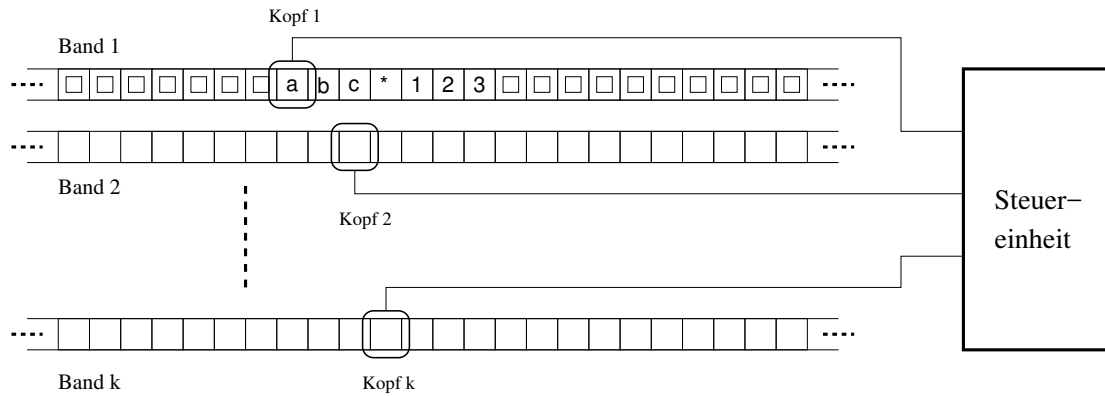 Kopf 1
Band 1
a b c * 1 2 3
Band 2
Kopf 2
Steuer−
einheit
Band k
Kopf k